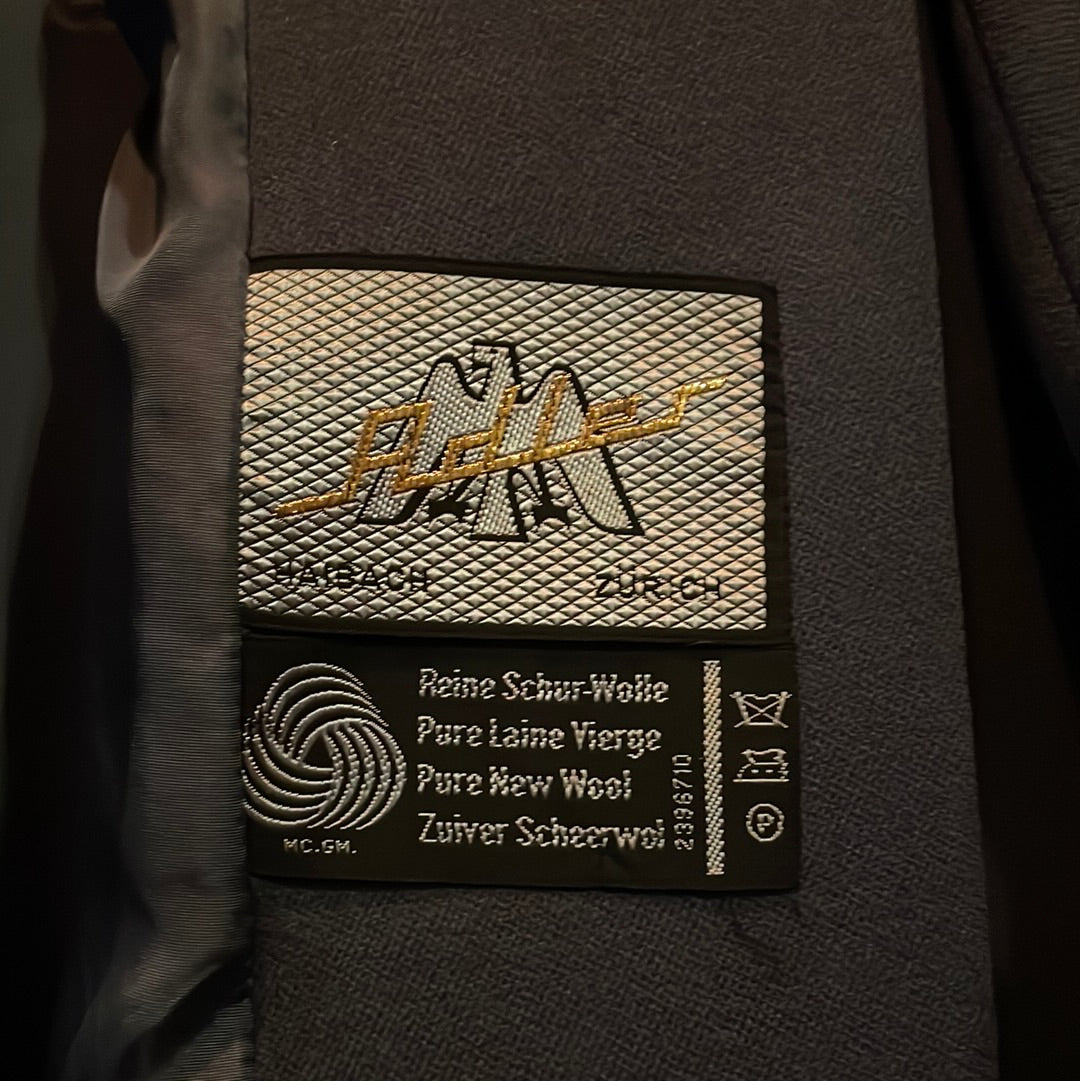 Adler
HAIBACH ZÜRICH
Reine Schur-Wolle
Pure Laine Vierge
Pure New Wool
Zuiver Scheerwol
MC.GM.
2396710
P